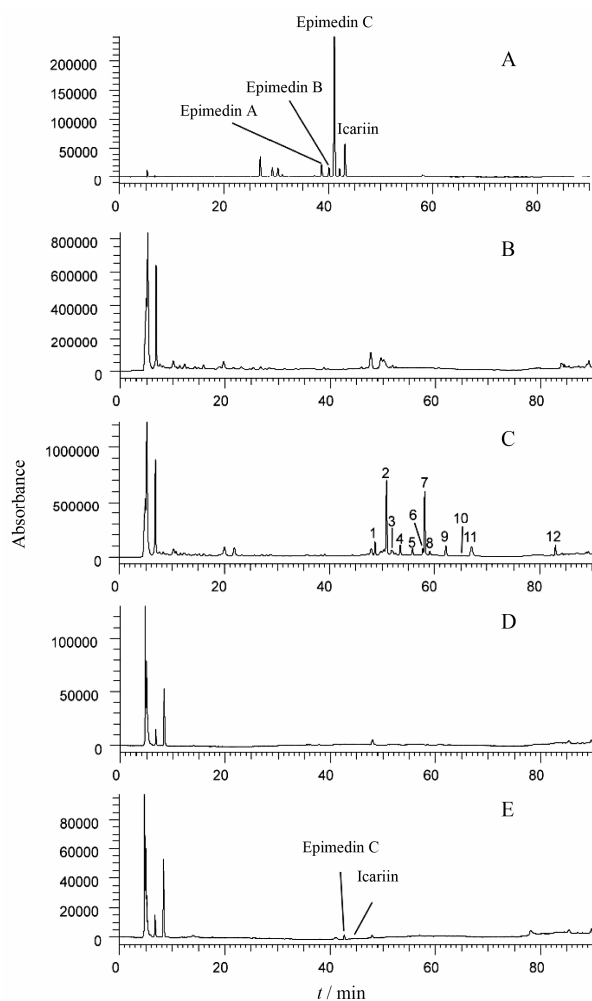 Epimedin C
A
200000
Epimedin B
150000
Epimedin A
100000
Icariin
50000
0
0 20 40 60 80
800000
B
600000
400000
200000
0
0 20 40 60 80
C
1000000
2
7
500000
6
10
3
1 4 5 8 9 11 12
0
0 20 40 60 80
Absorbance
D
100000
50000
0
0 20 40 60 80
E
80000
60000
Epimedin C
40000
Icariin
20000
0
0 20 40 60 80
t / min